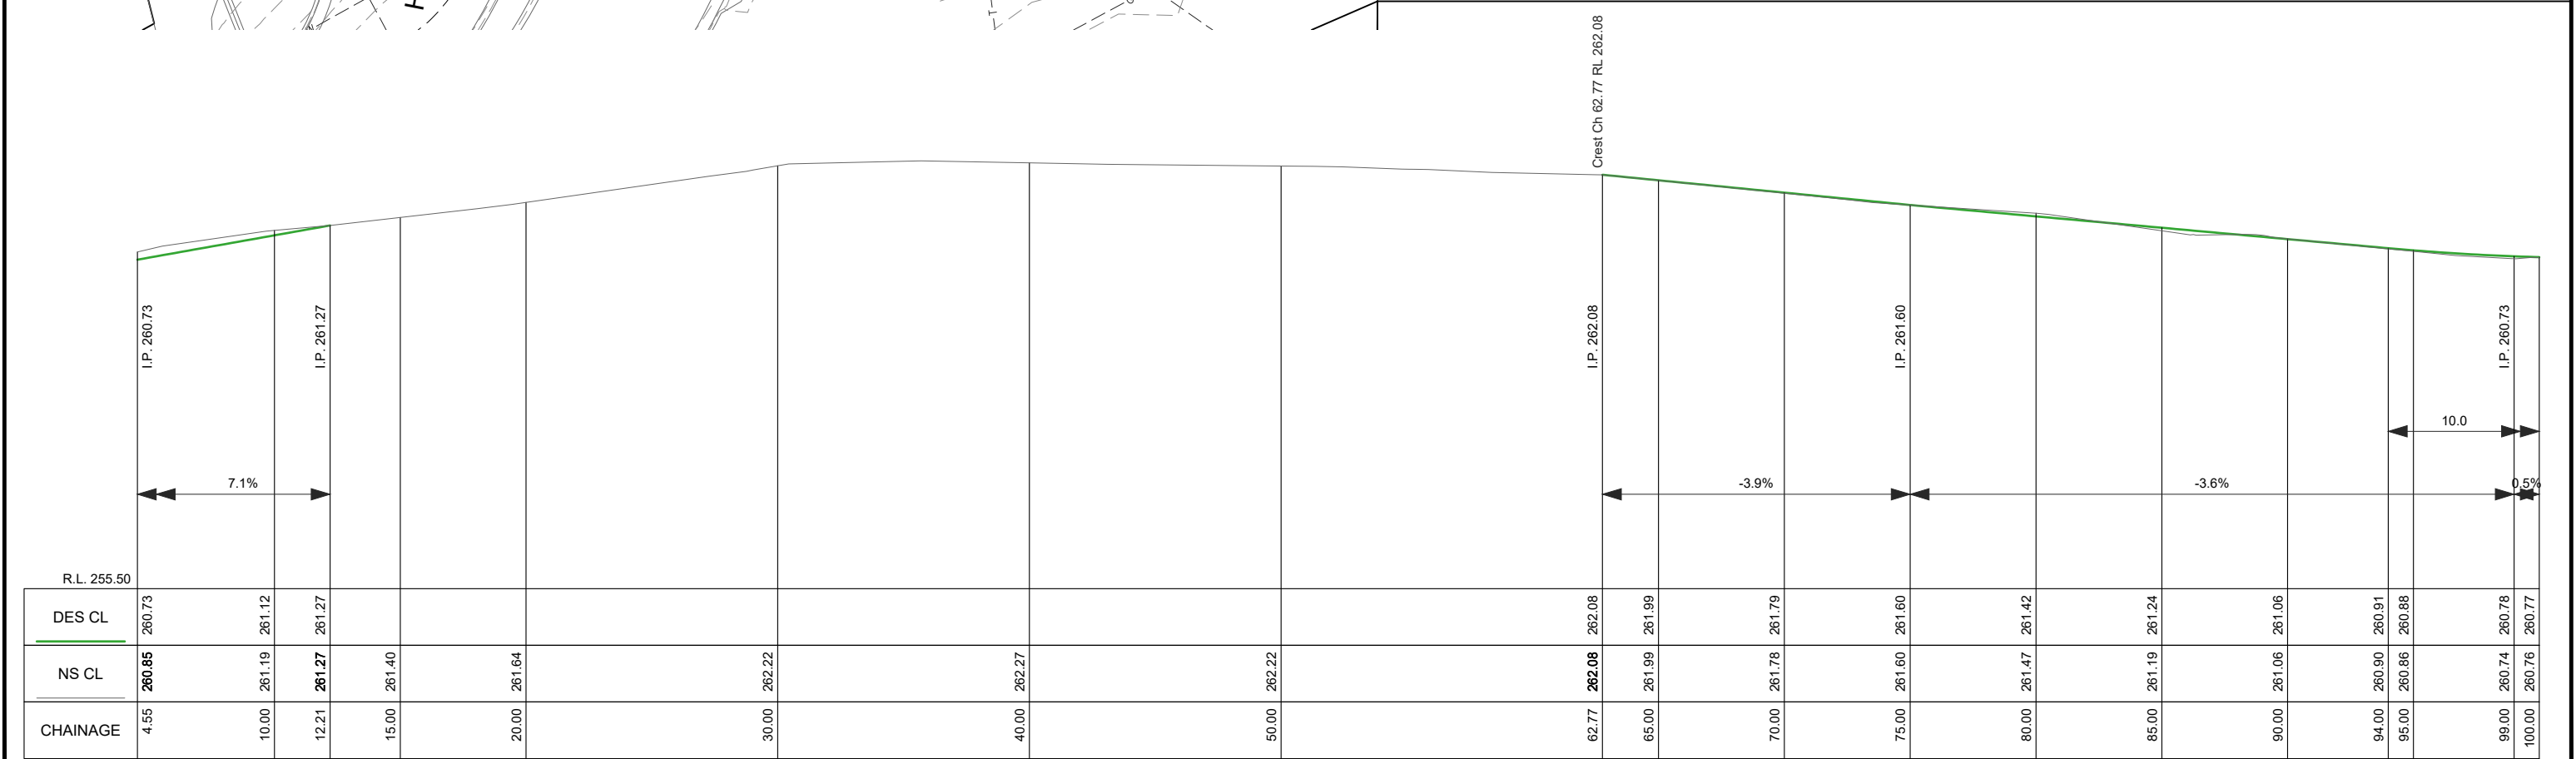 H
Crest Ch 62.77 RL 262.08
I.P. 260.73
I.P. 261.27
I.P. 262.08
I.P. 261.60
I.P. 260.73
10.0
7.1%
-3.9%
-3.6%
0.5%
R.L. 255.50
DES CL 260.73 261.12 261.27 262.08 261.99 261.79 261.60 261.42 261.24 261.06 260.91 260.88 260.78 260.77
NS CL 260.85 261.19 261.27 261.40 261.64 262.22 262.27 262.22 262.08 261.99 261.78 261.60 261.47 261.19 261.06 260.90 260.86 260.74 260.76
CHAINAGE 4.55 10.00 12.21 15.00 20.00 30.00 40.00 50.00 62.77 65.00 70.00 75.00 80.00 85.00 90.00 94.00 95.00 99.00 100.00